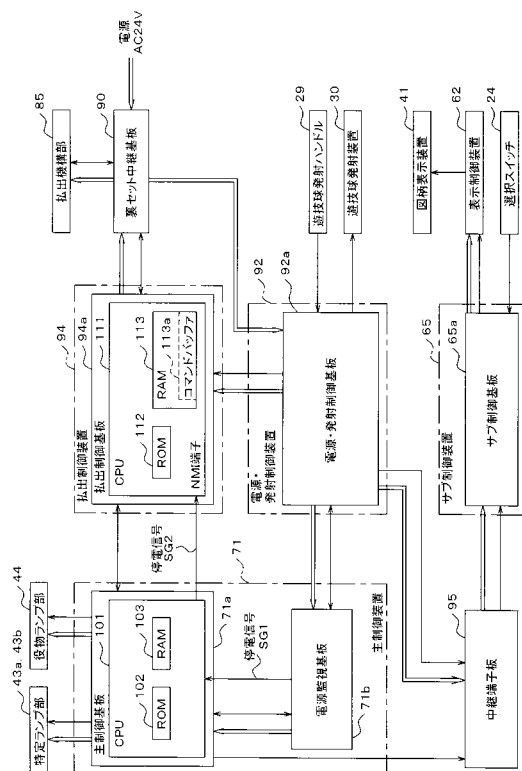 特定ランプ部
43a, 43b
役物ランプ部
44
払出機構部
85
裏セット中継基板
90
電源
AC24V
主制御基板
CPU
101
ROM
102
RAM
103
71a
71
主制御装置
停電信号
SG1
停電信号
SG2
電源監視基板
71b
払出制御装置
94
払出制御基板
94a
CPU
111
ROM
112
RAM
113
コマンドバッファ
113a
NMI端子
電源・
発射制御装置
92
電源・発射制御基板
92a
遊技球発射ハンドル
29
遊技球発射装置
30
図柄表示装置
41
表示制御装置
62
選択スイッチ
24
サブ制御装置
65
サブ制御基板
65a
中継端子板
95